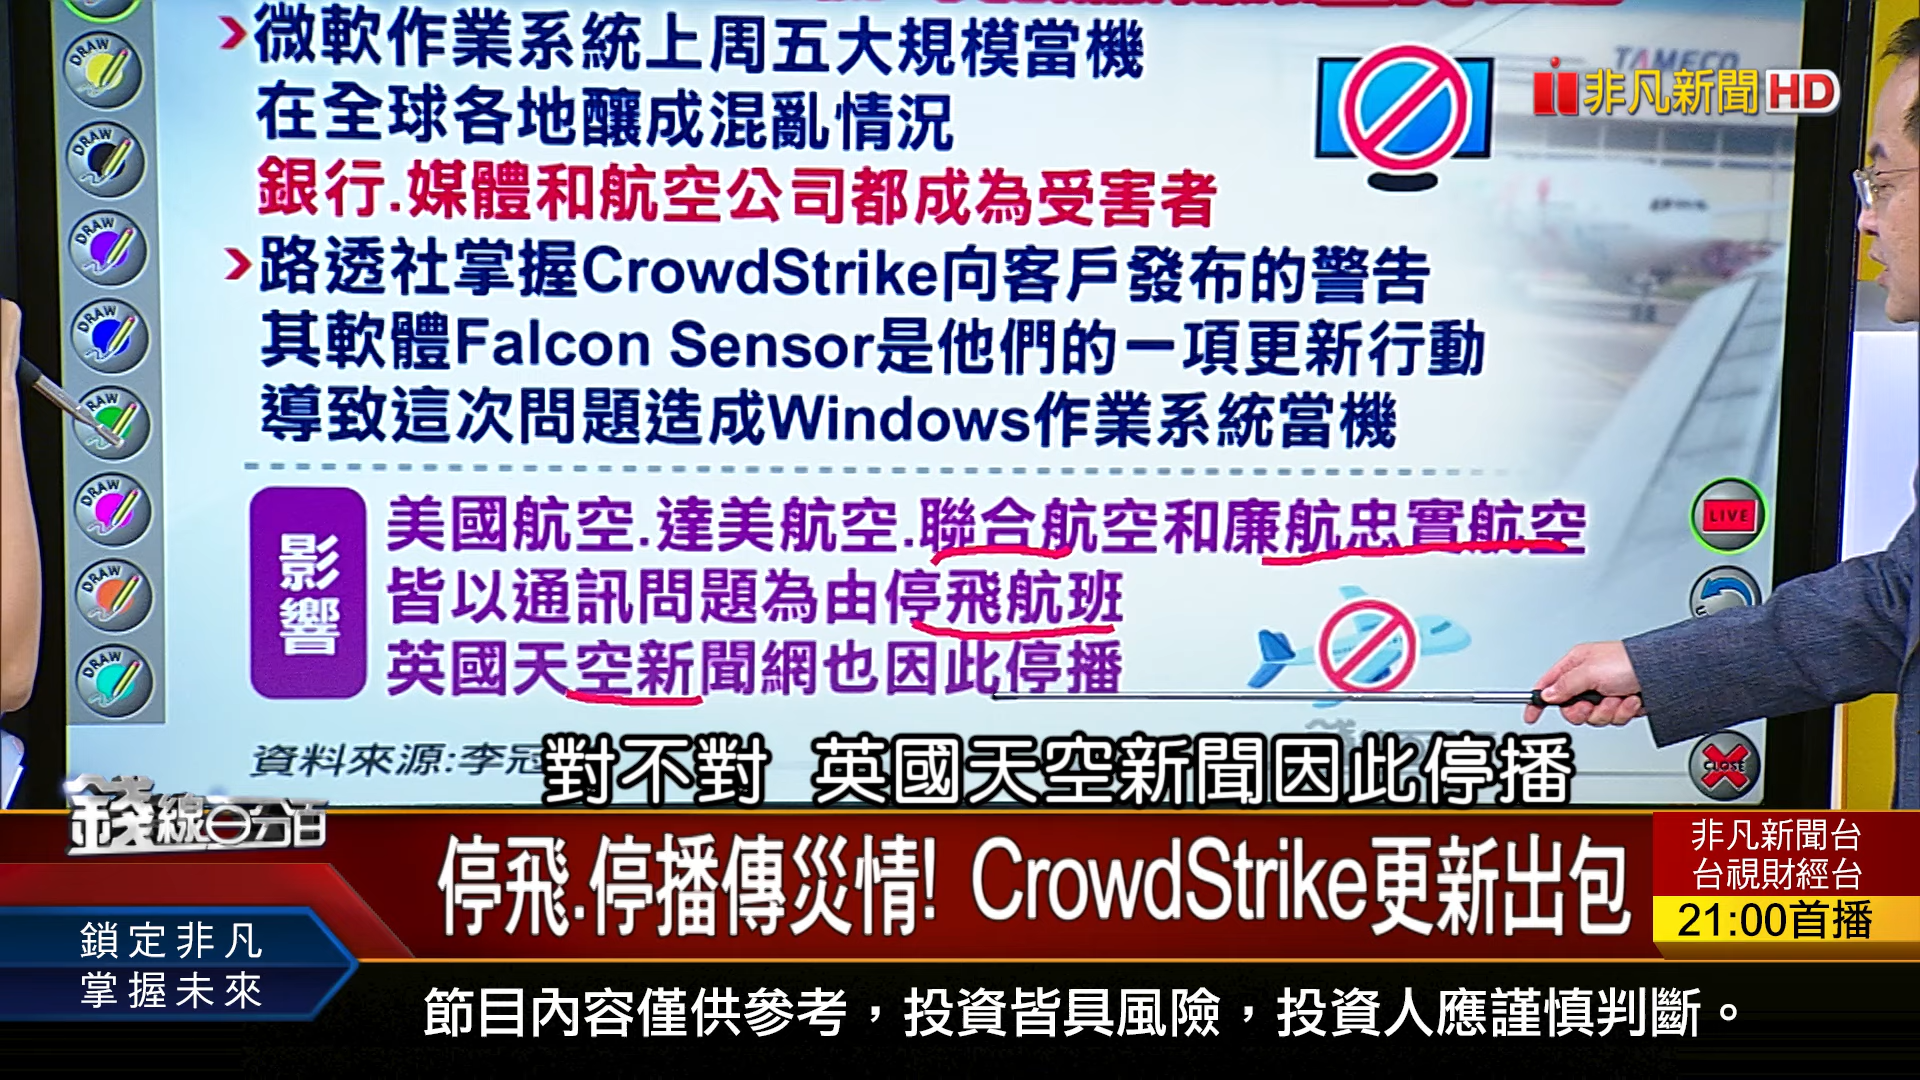 微軟作業系統上周五大規模當機
在全球各地釀成混亂情況
銀行.媒體和航空公司都成為受害者
路透社掌握CrowdStrike向客戶發布的警告
其軟體Falcon Sensor是他們的一項更新行動
導致這次問題造成Windows作業系統當機
影響
美國航空.達美航空.聯合航空和廉航忠實航空
皆以通訊問題為由停飛航班
英國天空新聞網也因此停播
資料來源:李冠
TAMECO
非凡新聞HD
DRAW
DRAW
DRAW
DRAW
DRAW
DRAW
DRAW
DRAW
LIVE
CLOSE
對不對 英國天空新聞因此停播
錢線百分百
停飛.停播傳災情! CrowdStrike更新出包
非凡新聞台
台視財經台
21:00首播
鎖定非凡
掌握未來
節目內容僅供參考，投資皆具風險，投資人應謹慎判斷。